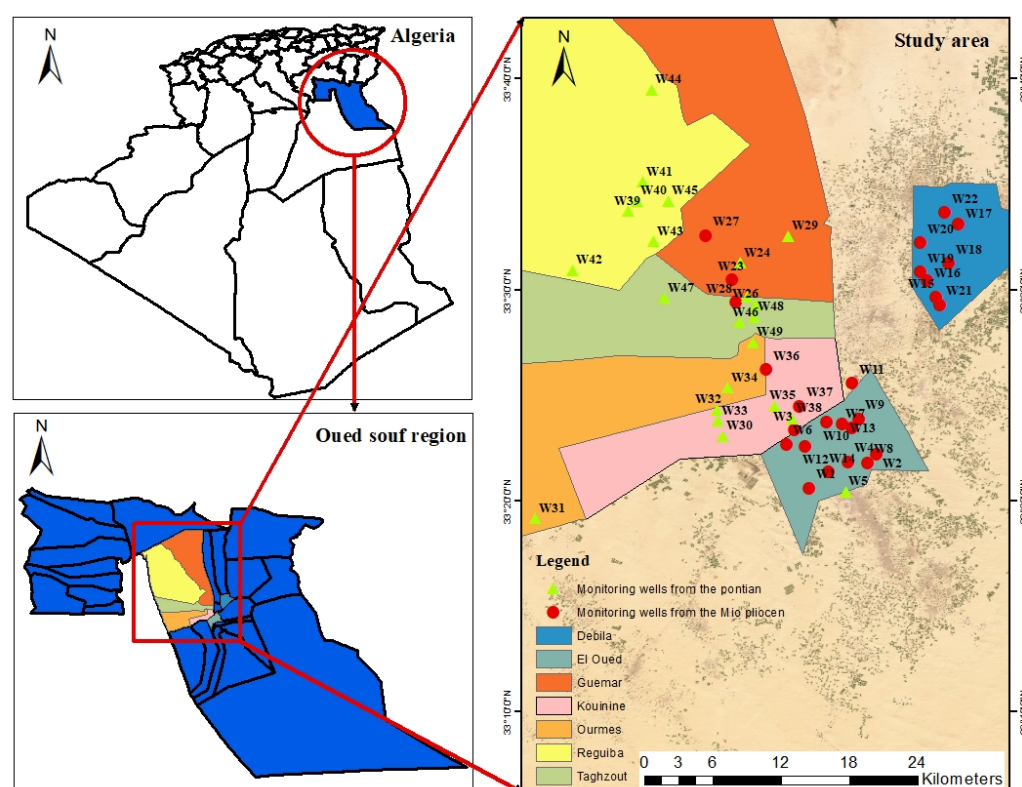 N
Algeria
N
Oued souf region
N
Study area
33°40'0"N
33°30'0"N
33°20'0"N
33°10'0"N
W44
W41
W40
W45
W39
W43
W42
W27
W29
W24
W23
W28
W26
W47
W48
W46
W49
W22
W17
W20
W18
W19
W16
W15
W21
W36
W11
W34
W35
W37
W32
W38
W33
W3
W7
W9
W30
W6
W10
W13
W12
W14
W4
W8
W2
W1
W5
W31
Legend
Monitoring wells from the pontian
Monitoring wells from the Mio pliocen
Debila
El Oued
Guemar
Kouinine
Ourmes
Reguiba
Taghzout
0 3 6 12 18 24
Kilometers